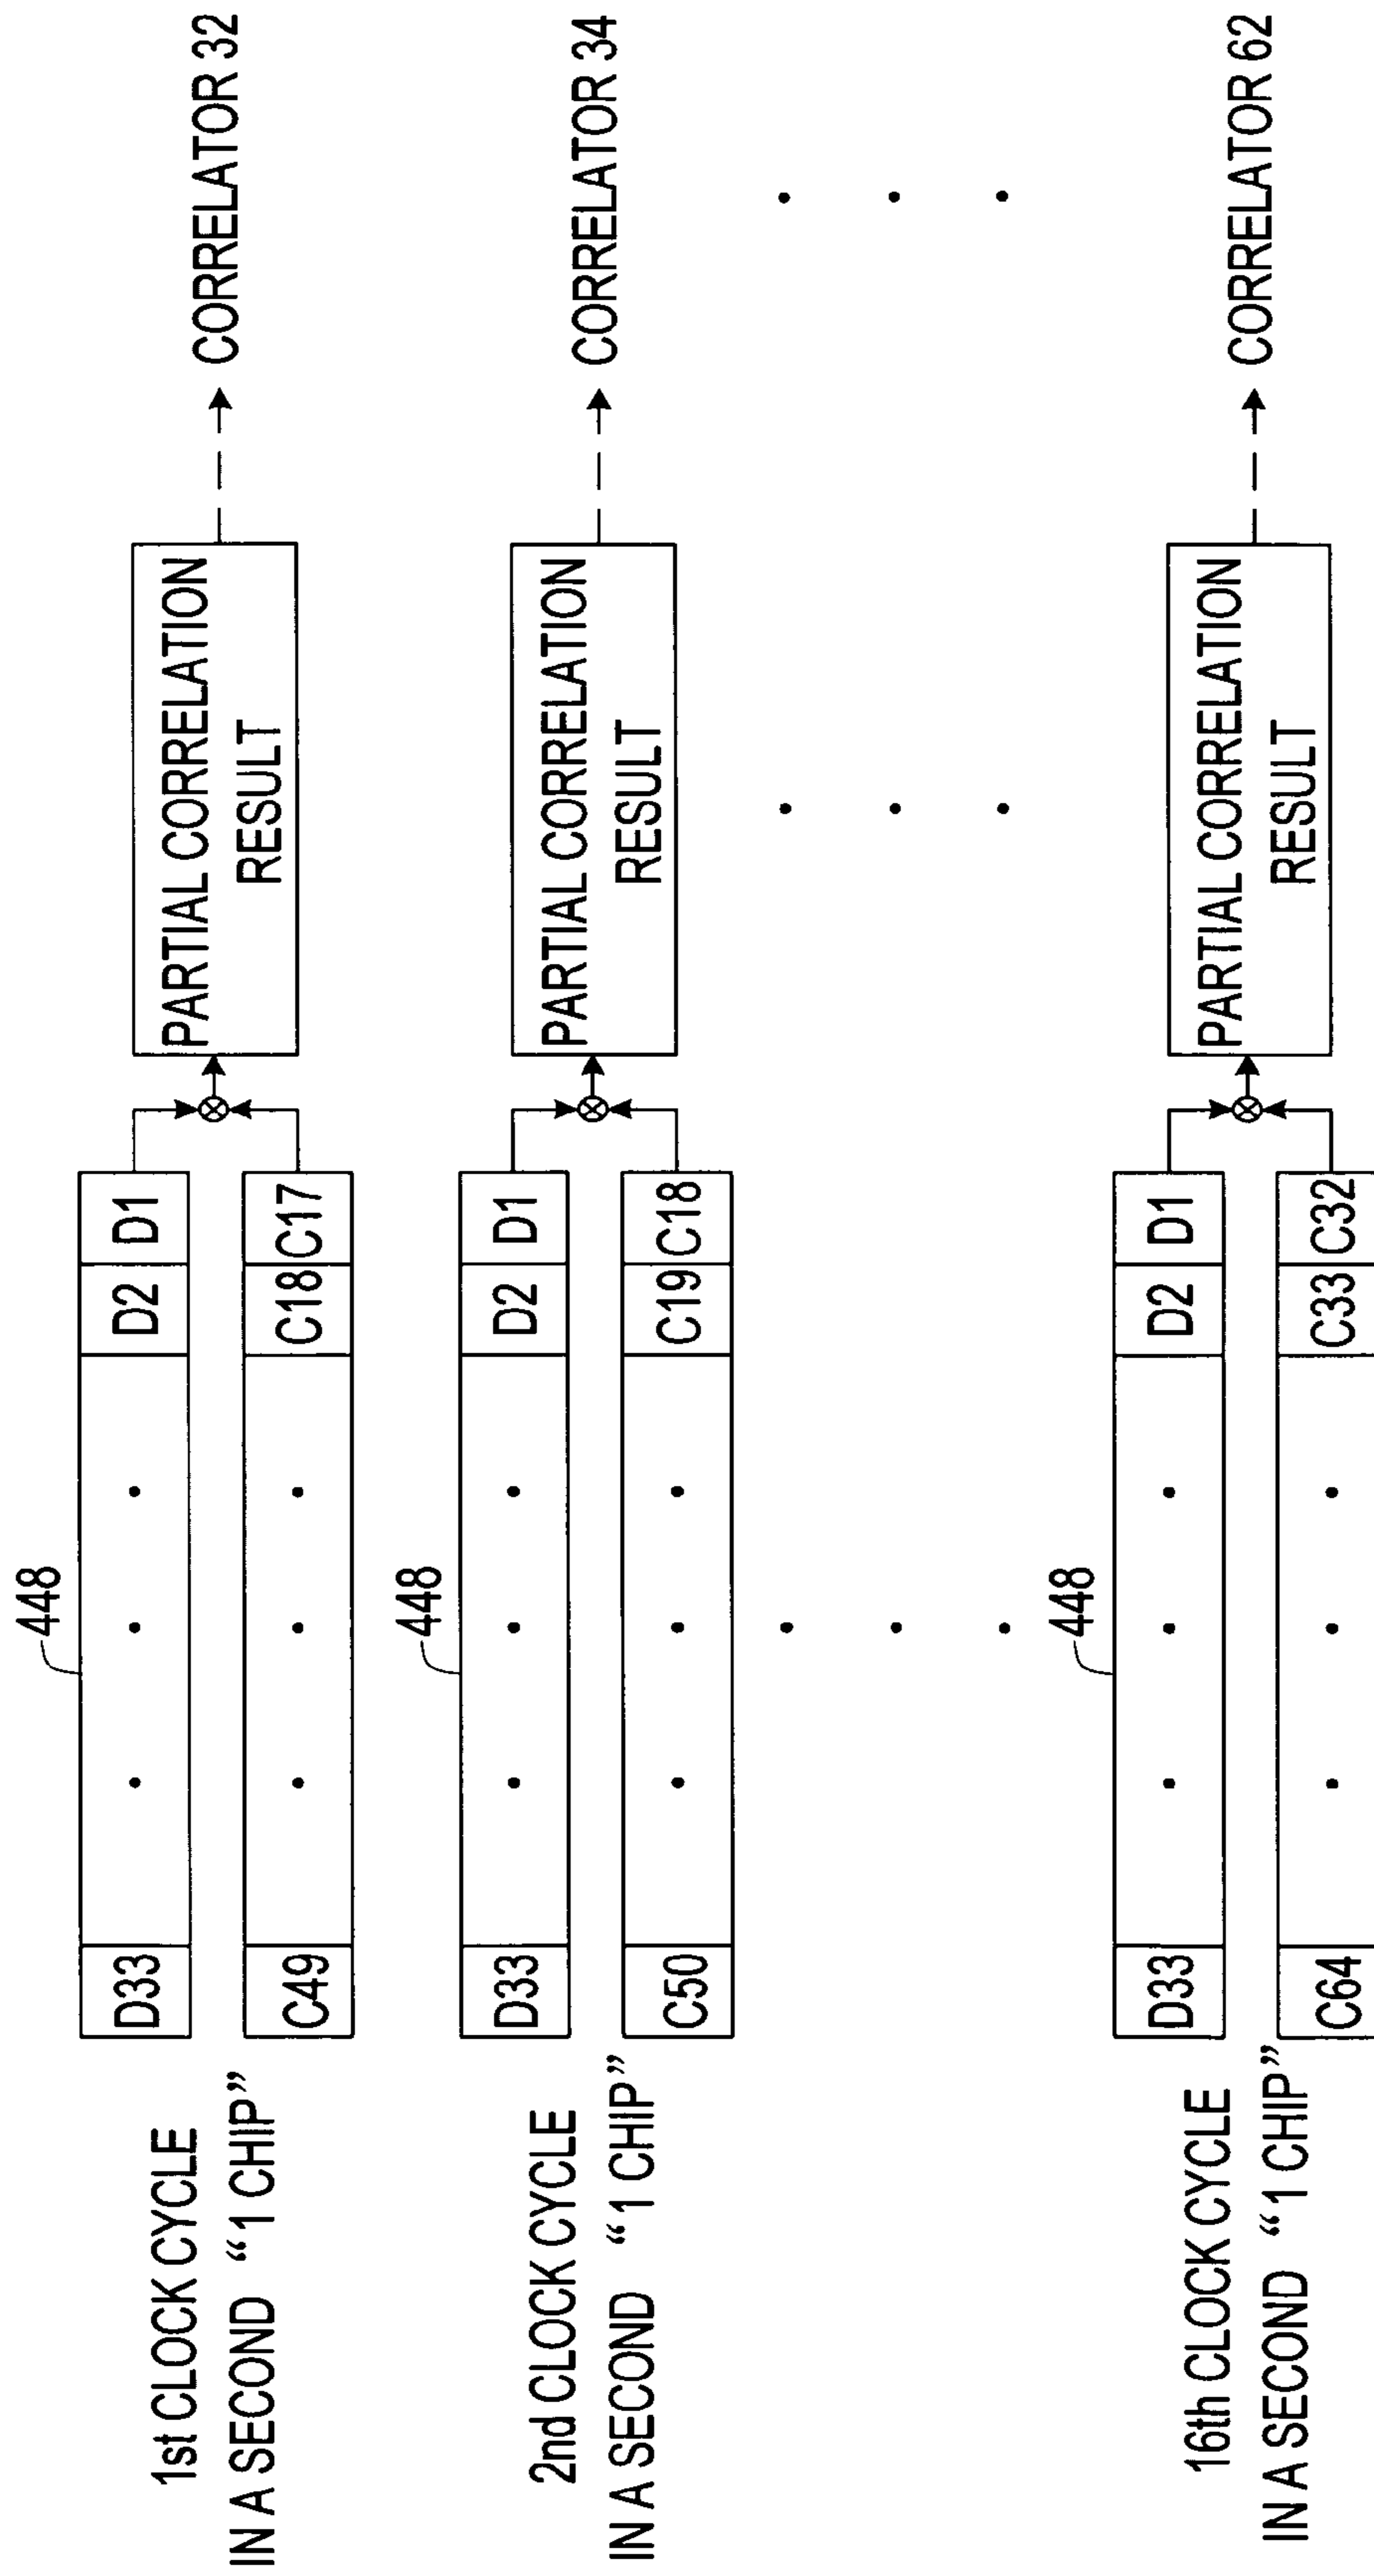 1st CLOCK CYCLE
IN A SECOND “1 CHIP”
448
D33
D2
D1
C49
C18
C17
PARTIAL CORRELATION
RESULT
CORRELATOR 32
2nd CLOCK CYCLE
IN A SECOND “1 CHIP”
448
D33
D2
D1
C50
C19
C18
PARTIAL CORRELATION
RESULT
CORRELATOR 34
16th CLOCK CYCLE
IN A SECOND “1 CHIP”
448
D33
D2
D1
C64
C33
C32
PARTIAL CORRELATION
RESULT
CORRELATOR 62